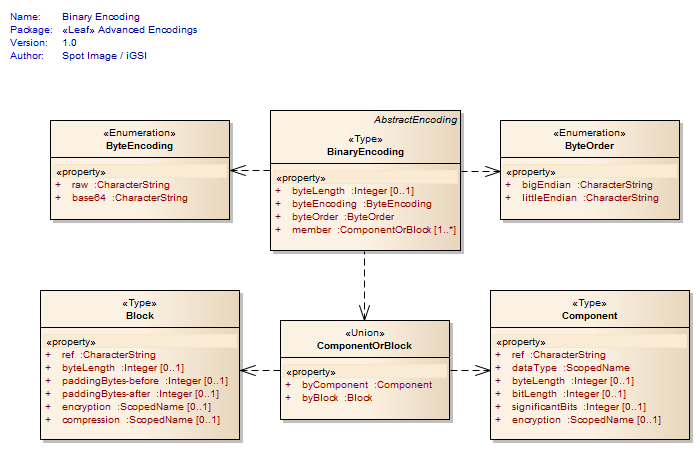 Name: Binary Encoding
Package: «Leaf» Advanced Encodings
Version: 1.0
Author: Spot Image / iGSI
«Enumeration»
ByteEncoding
«property»
+ raw :CharacterString
+ base64 :CharacterString
AbstractEncoding
«Type»
BinaryEncoding
«property»
+ byteLength :Integer [0..1]
+ byteEncoding :ByteEncoding
+ byteOrder :ByteOrder
+ member :ComponentOrBlock [1..*]
«Enumeration»
ByteOrder
«property»
+ bigEndian :CharacterString
+ littleEndian :CharacterString
«Type»
Block
«property»
+ ref :CharacterString
+ byteLength :Integer [0..1]
+ paddingBytes-before :Integer [0..1]
+ paddingBytes-after :Integer [0..1]
+ encryption :ScopedName [0..1]
+ compression :ScopedName [0..1]
«Union»
ComponentOrBlock
«property»
+ byComponent :Component
+ byBlock :Block
«Type»
Component
«property»
+ ref :CharacterString
+ dataType :ScopedName
+ byteLength :Integer [0..1]
+ bitLength :Integer [0..1]
+ significantBits :Integer [0..1]
+ encryption :ScopedName [0..1]